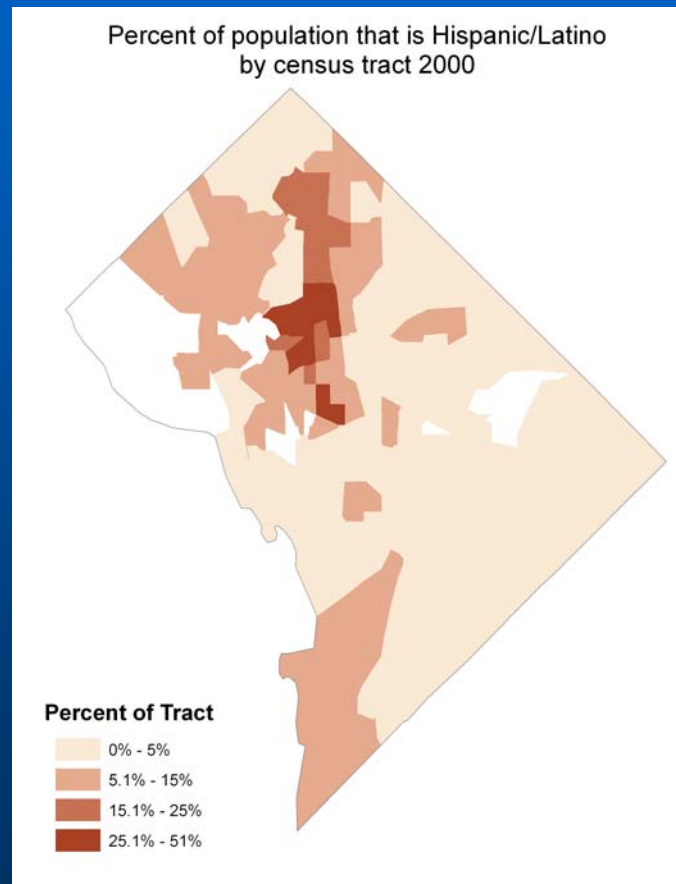 Percent of population that is Hispanic/Latino
by census tract 2000
Percent of Tract
0% - 5%
5.1% - 15%
15.1% - 25%
25.1% - 51%